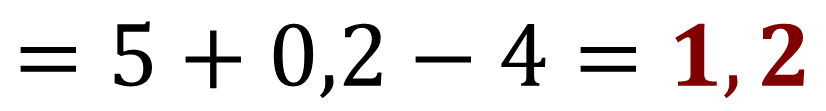 = 5 + 0,2 − 4 = 1, 2